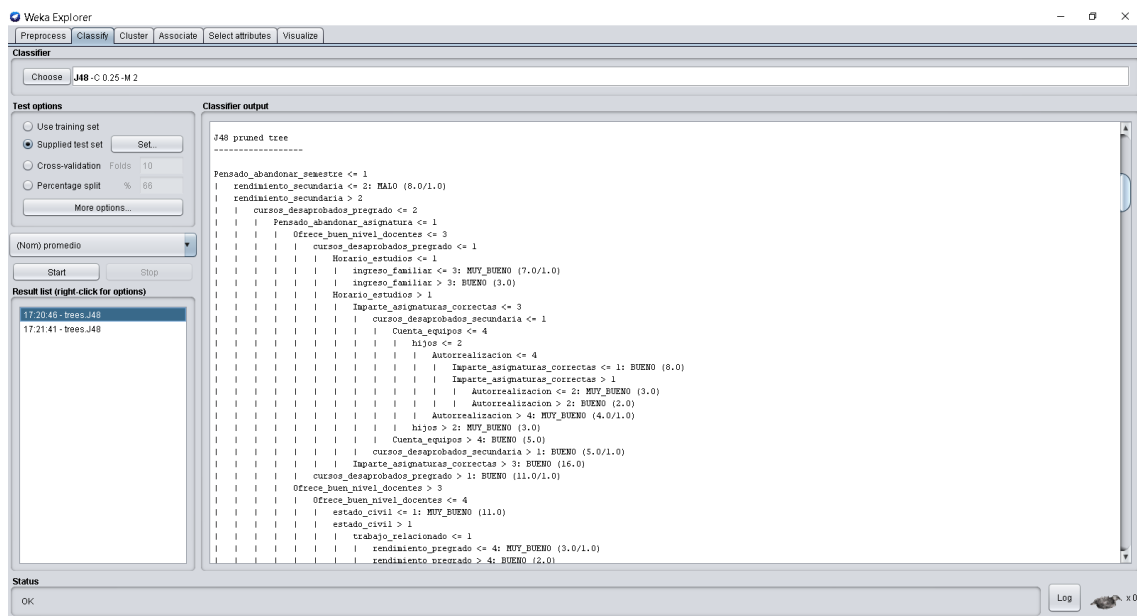 Weka Explorer
Preprocess Classify Cluster Associate Select attributes Visualize
Classifier
Choose J48 -C 0.25 -M 2
Test options
Use training set
Supplied test set Set...
Cross-validation Folds 10
Percentage split % 66
More options...
(Nom) promedio
Start Stop
Result list (right-click for options)
17:20:46 - trees.J48
17:21:41 - trees.J48
Classifier output
J48 pruned tree
------------------
Pensado_abandonar_semestre <= 1
| rendimiento_secundaria <= 2: MALO (8.0/1.0)
| rendimiento_secundaria > 2
| | cursos_desaprobados_pregrado <= 2
| | | Pensado_abandonar_asignatura <= 1
| | | | Ofrece_buen_nivel_docentes <= 3
| | | | | cursos_desaprobados_pregrado <= 1
| | | | | | Horario_estudios <= 1
| | | | | | | ingreso_familiar <= 3: MUY_BUENO (7.0/1.0)
| | | | | | | ingreso_familiar > 3: BUENO (3.0)
| | | | | | Horario_estudios > 1
| | | | | | | Imparte_asignaturas_correctas <= 3
| | | | | | | | cursos_desaprobados_secundaria <= 1
| | | | | | | | | Cuenta_equipos <= 4
| | | | | | | | | | hijos <= 2
| | | | | | | | | | | Autorrealizacion <= 4
| | | | | | | | | | | | Imparte_asignaturas_correctas <= 1: BUENO (8.0)
| | | | | | | | | | | | Imparte_asignaturas_correctas > 1
| | | | | | | | | | | | | Autorrealizacion <= 2: MUY_BUENO (3.0)
| | | | | | | | | | | | | Autorrealizacion > 2: BUENO (2.0)
| | | | | | | | | | | Autorrealizacion > 4: MUY_BUENO (4.0/1.0)
| | | | | | | | | | hijos > 2: MUY_BUENO (3.0)
| | | | | | | | | Cuenta_equipos > 4: BUENO (5.0)
| | | | | | | | cursos_desaprobados_secundaria > 1: BUENO (5.0/1.0)
| | | | | | | Imparte_asignaturas_correctas > 3: BUENO (16.0)
| | | | | cursos_desaprobados_pregrado > 1: BUENO (11.0/1.0)
| | | | Ofrece_buen_nivel_docentes > 3
| | | | | Ofrece_buen_nivel_docentes <= 4
| | | | | | estado_civil <= 1: MUY_BUENO (11.0)
| | | | | | estado_civil > 1
| | | | | | | trabajo_relacionado <= 1
| | | | | | | | rendimiento_pregrado <= 4: MUY_BUENO (3.0/1.0)
| | | | | | | | rendimiento_pregrado > 4: BUENO (2.0)
Status
OK
Log x 0